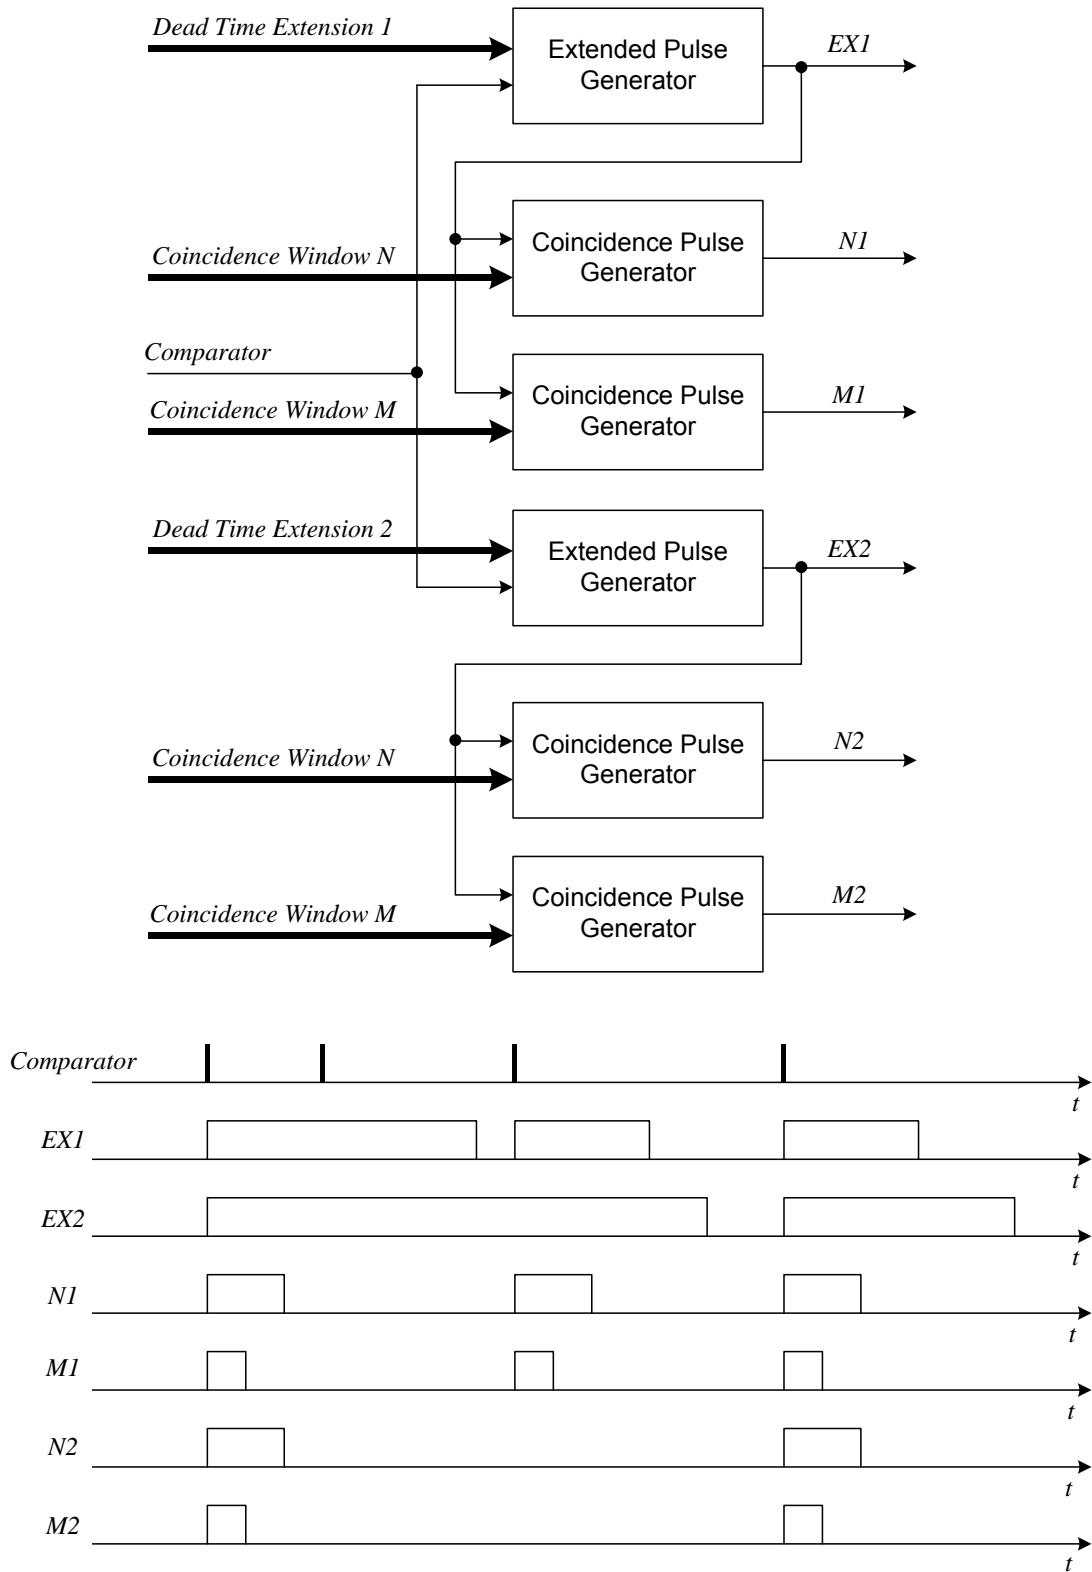 Dead Time Extension 1
Extended Pulse
Generator
EX1
Coincidence Window N
Coincidence Pulse
Generator
N1
Comparator
Coincidence Window M
Coincidence Pulse
Generator
M1
Dead Time Extension 2
Extended Pulse
Generator
EX2
Coincidence Window N
Coincidence Pulse
Generator
N2
Coincidence Window M
Coincidence Pulse
Generator
M2
Comparator
t
EX1
t
EX2
t
N1
t
M1
t
N2
t
M2
t